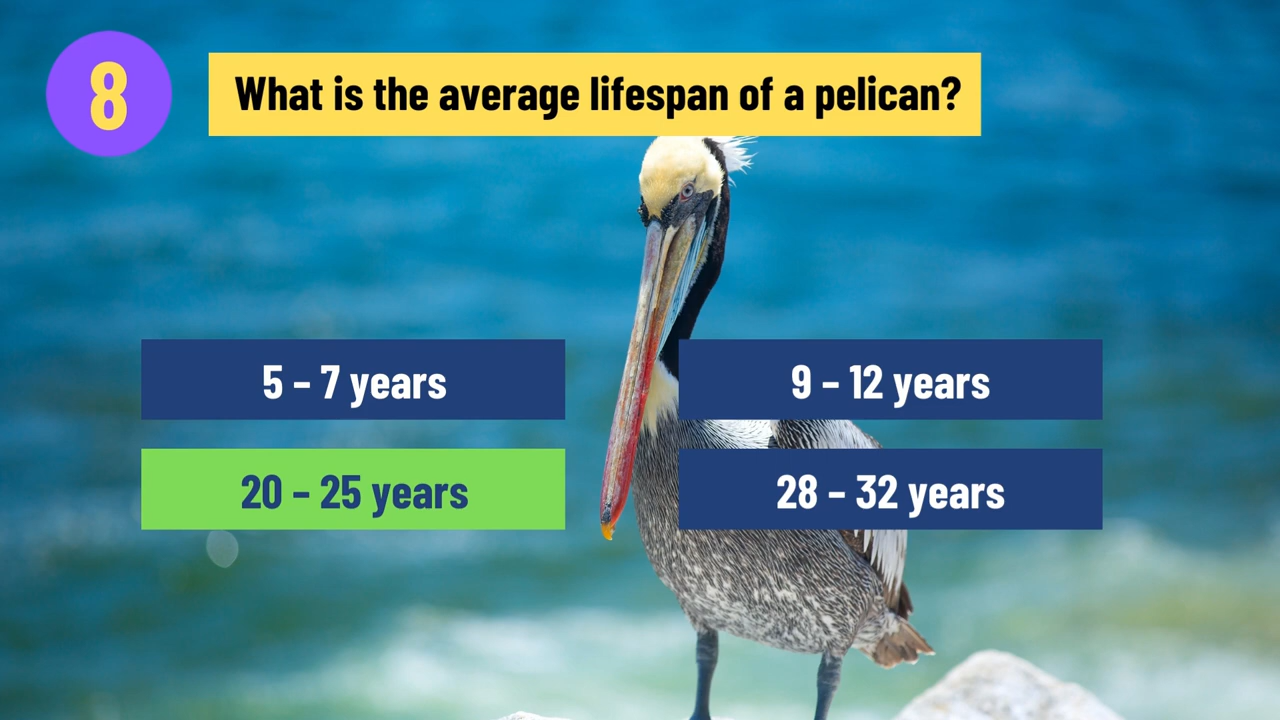 8
What is the average lifespan of a pelican?
5 – 7 years
9 – 12 years
20 – 25 years
28 – 32 years